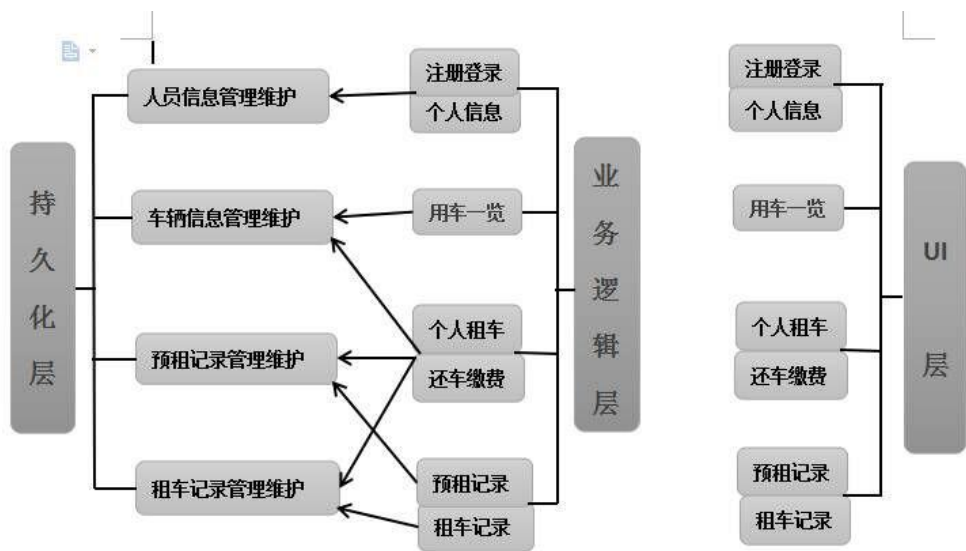 持久化层
人员信息管理维护
车辆信息管理维护
预租记录管理维护
租车记录管理维护
注册登录
个人信息
用车一览
个人租车
还车缴费
预租记录
租车记录
业务逻辑层
注册登录
个人信息
用车一览
个人租车
还车缴费
预租记录
租车记录
UI层